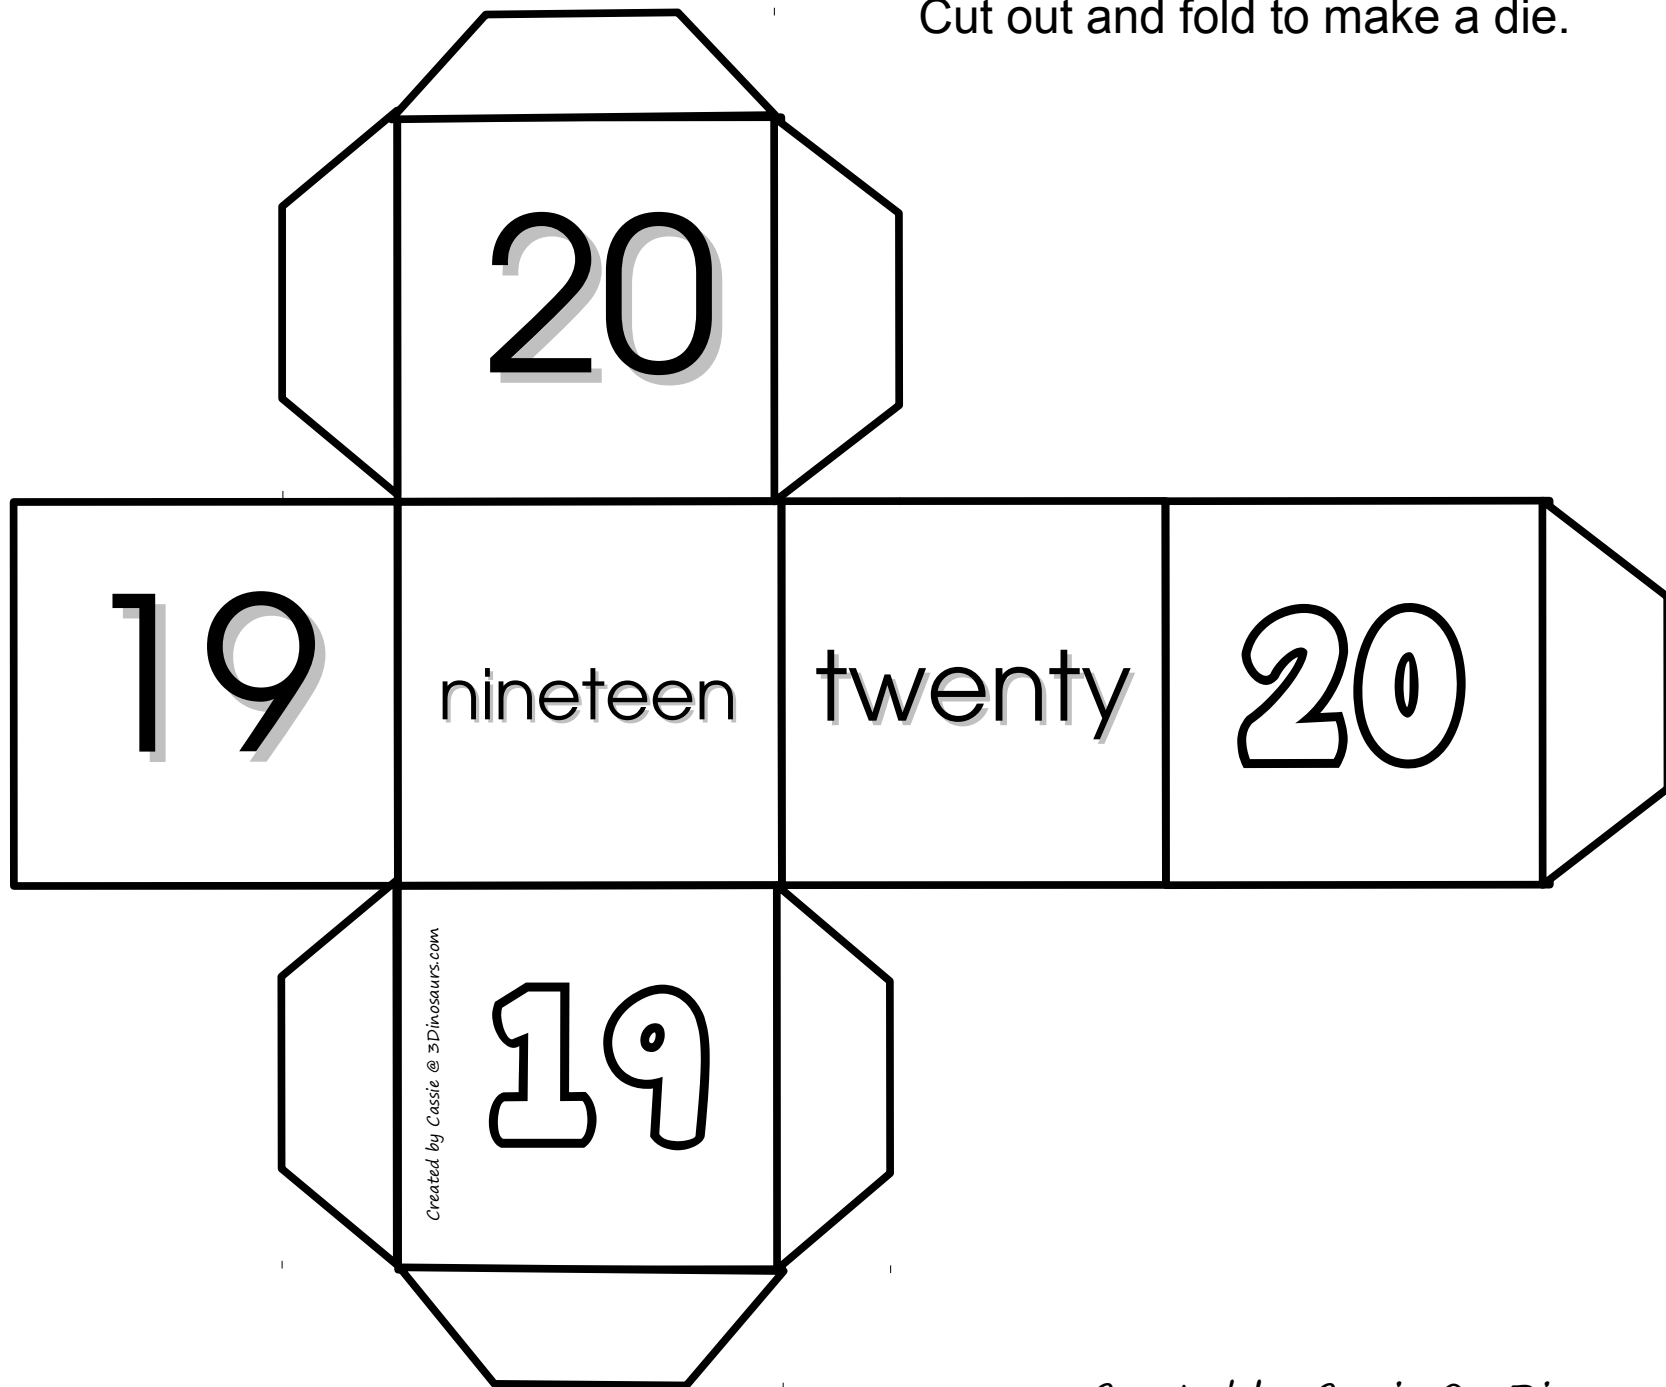 Cut out and fold to make a die.
20
19 nineteen twenty 20
Created by Cassie @ 3Dinosaurs.com
19